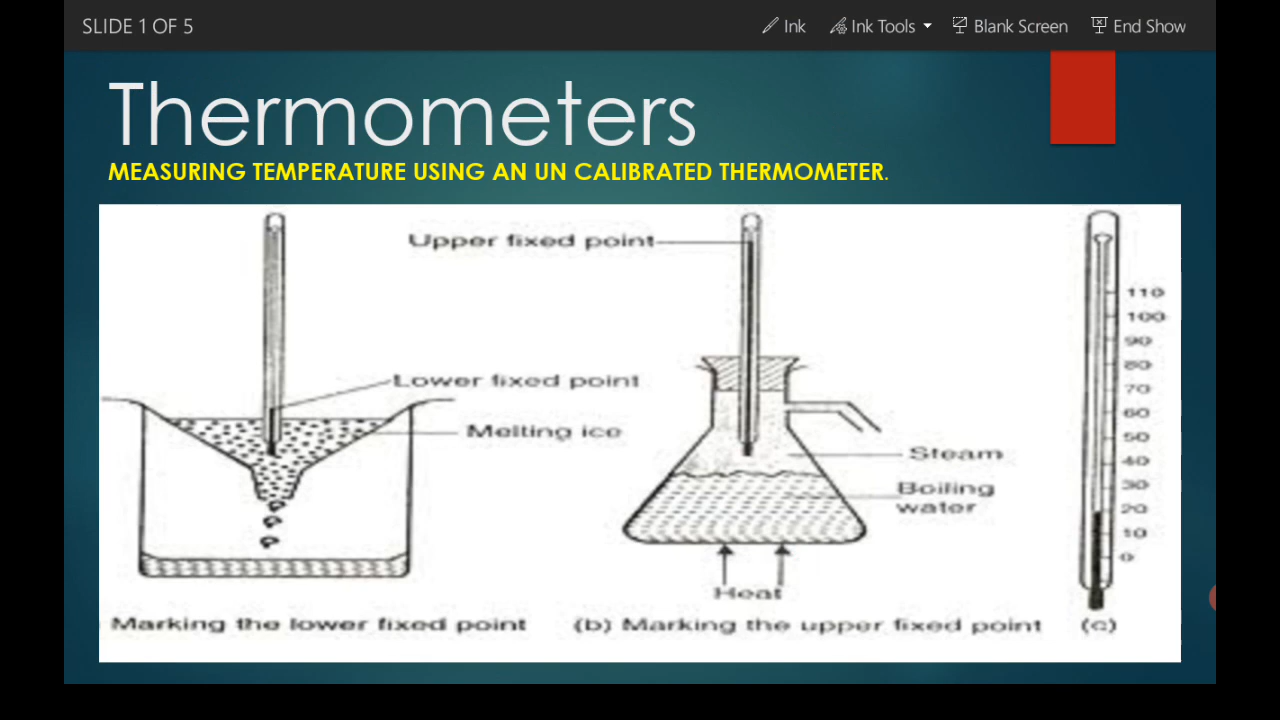 SLIDE 1 OF 5
Ink
Ink Tools
Blank Screen
End Show
Thermometers
MEASURING TEMPERATURE USING AN UN CALIBRATED THERMOMETER.
Upper fixed point
Lower fixed point
Melting ice
Steam
Boiling
water
Heat
110
100
90
80
70
60
50
40
30
20
10
0
Marking the lower fixed point
(b) Marking the upper fixed point
(c)